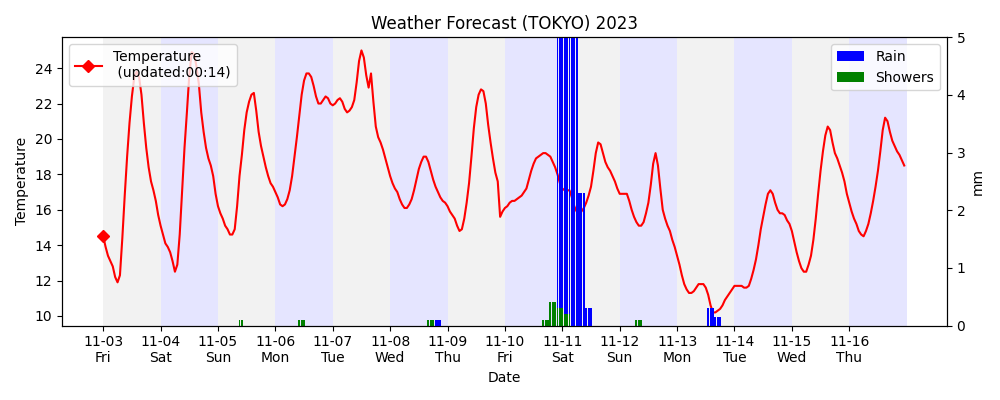 Weather Forecast (TOKYO) 2023
Temperature
(updated:00:14)
Rain
Showers
Temperature
24
22
20
18
16
14
12
10
5
4
3
2
1
0
mm
11-03 11-04 11-05 11-06 11-07 11-08 11-09 11-10 11-11 11-12 11-13 11-14 11-15 11-16
Fri Sat Sun Mon Tue Wed Thu Fri Sat Sun Mon Tue Wed Thu
Date